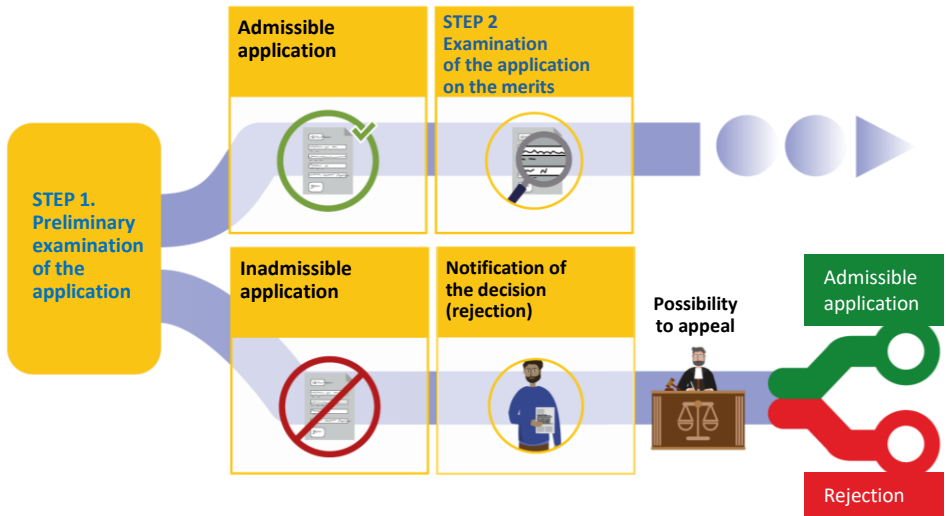 STEP 1.
Preliminary
examination
of the
application
Admissible
application
STEP 2
Examination
of the application
on the merits
Inadmissible
application
Notification of
the decision
(rejection)
Possibility
to appeal
Admissible
application
Rejection